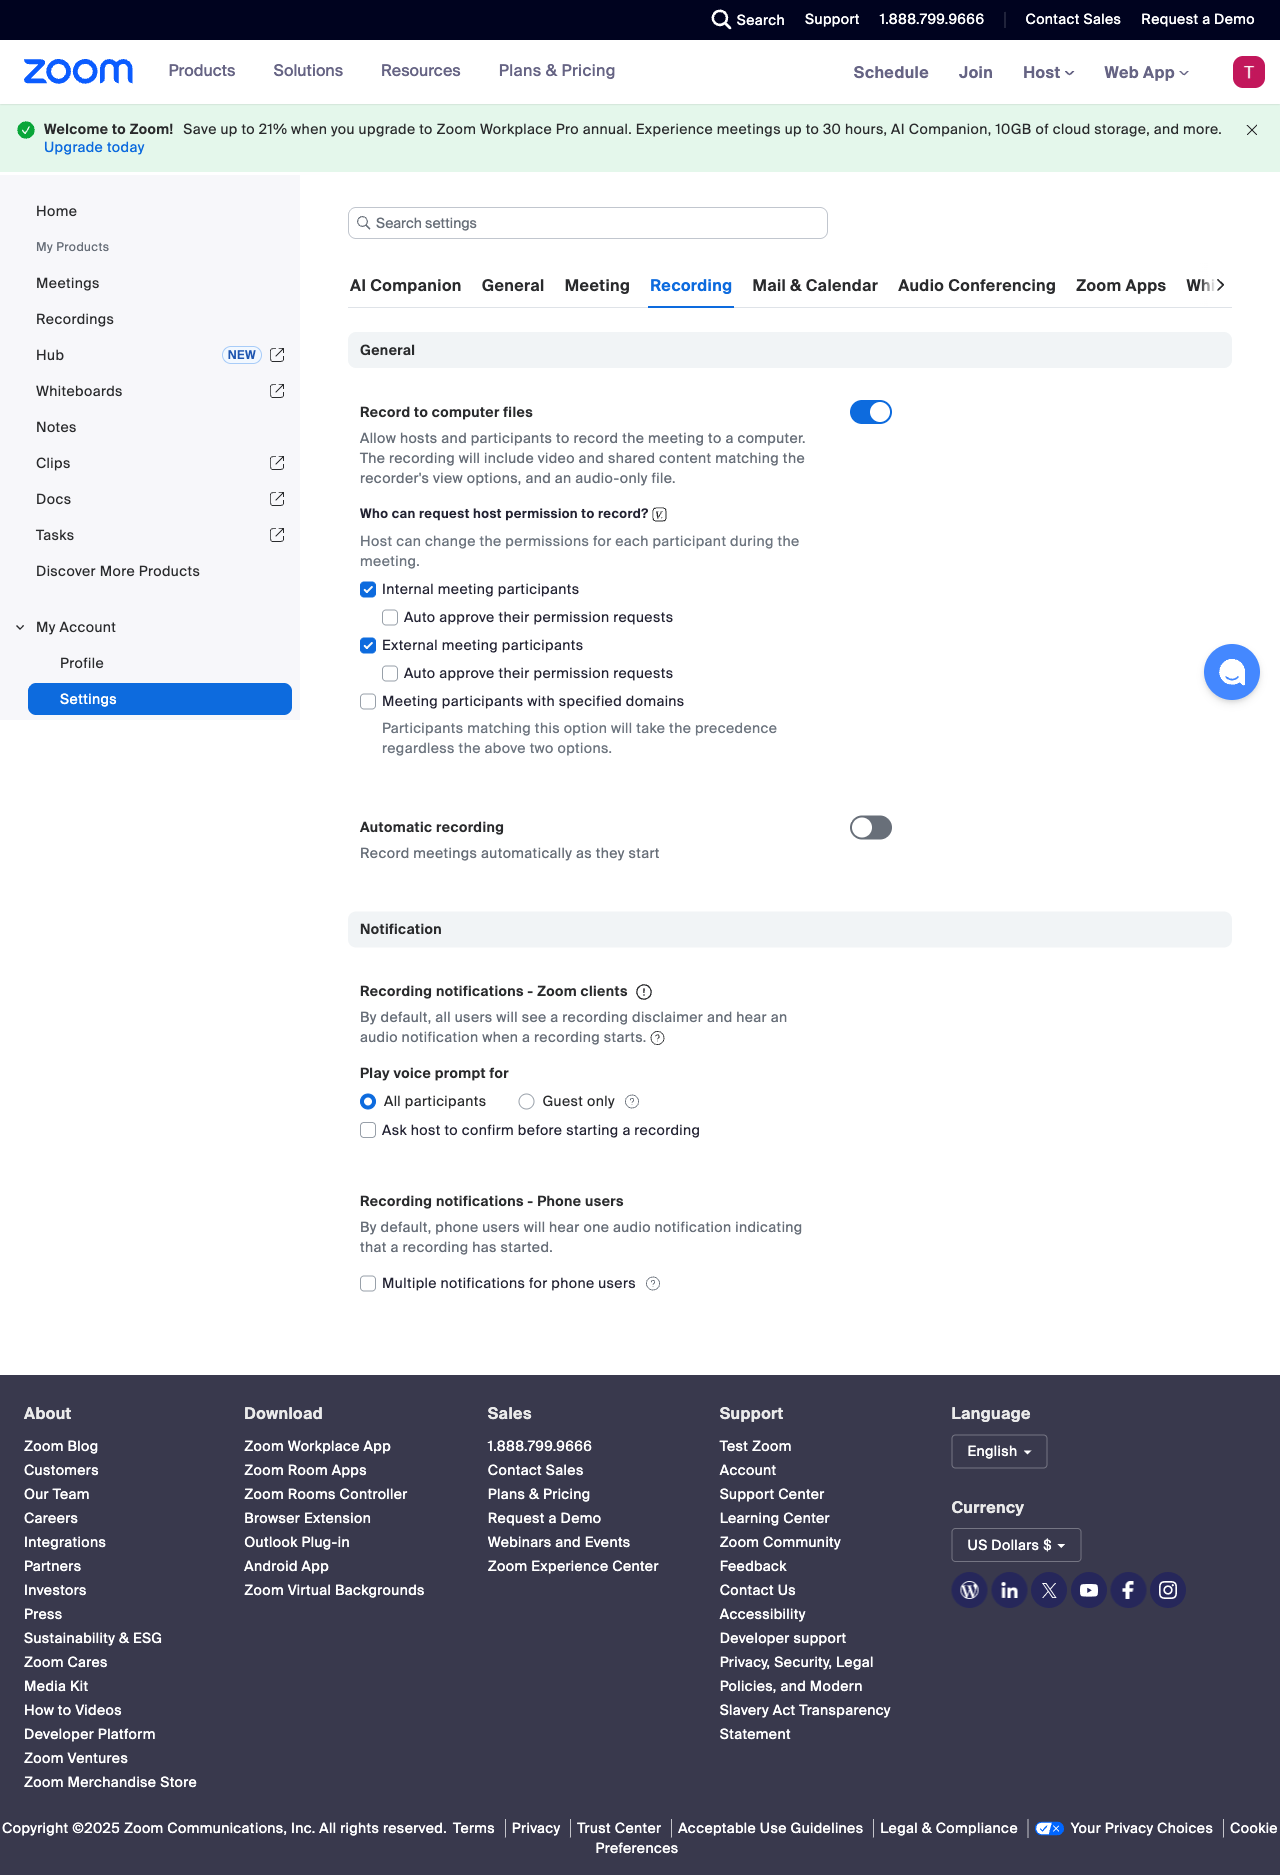 Search Support 1.888.799.9666 Contact Sales Request a Demo
zoom Products Solutions Resources Plans & Pricing Schedule Join Host Web App T
Welcome to Zoom! Save up to 21% when you upgrade to Zoom Workplace Pro annual. Experience meetings up to 30 hours, AI Companion, 10GB of cloud storage, and more.
Upgrade today
Home
My Products
Meetings
Recordings
Hub NEW
Whiteboards
Notes
Clips
Docs
Tasks
Discover More Products
My Account
Profile
Settings
Search settings
AI Companion General Meeting Recording Mail & Calendar Audio Conferencing Zoom Apps Whi
General
Record to computer files
Allow hosts and participants to record the meeting to a computer.
The recording will include video and shared content matching the
recorder's view options, and an audio-only file.
Who can request host permission to record?
Host can change the permissions for each participant during the
meeting.
Internal meeting participants
Auto approve their permission requests
External meeting participants
Auto approve their permission requests
Meeting participants with specified domains
Participants matching this option will take the precedence
regardless the above two options.
Automatic recording
Record meetings automatically as they start
Notification
Recording notifications - Zoom clients
By default, all users will see a recording disclaimer and hear an
audio notification when a recording starts.
Play voice prompt for
All participants Guest only
Ask host to confirm before starting a recording
Recording notifications - Phone users
By default, phone users will hear one audio notification indicating
that a recording has started.
Multiple notifications for phone users
About
Zoom Blog
Customers
Our Team
Careers
Integrations
Partners
Investors
Press
Sustainability & ESG
Zoom Cares
Media Kit
How to Videos
Developer Platform
Zoom Ventures
Zoom Merchandise Store
Download
Zoom Workplace App
Zoom Room Apps
Zoom Rooms Controller
Browser Extension
Outlook Plug-in
Android App
Zoom Virtual Backgrounds
Sales
1.888.799.9666
Contact Sales
Plans & Pricing
Request a Demo
Webinars and Events
Zoom Experience Center
Support
Test Zoom
Account
Support Center
Learning Center
Zoom Community
Feedback
Contact Us
Accessibility
Developer support
Privacy, Security, Legal
Policies, and Modern
Slavery Act Transparency
Statement
Language
English
Currency
US Dollars $
Copyright ©2025 Zoom Communications, Inc. All rights reserved. Terms Privacy Trust Center Acceptable Use Guidelines Legal & Compliance Your Privacy Choices Cookie
Preferences